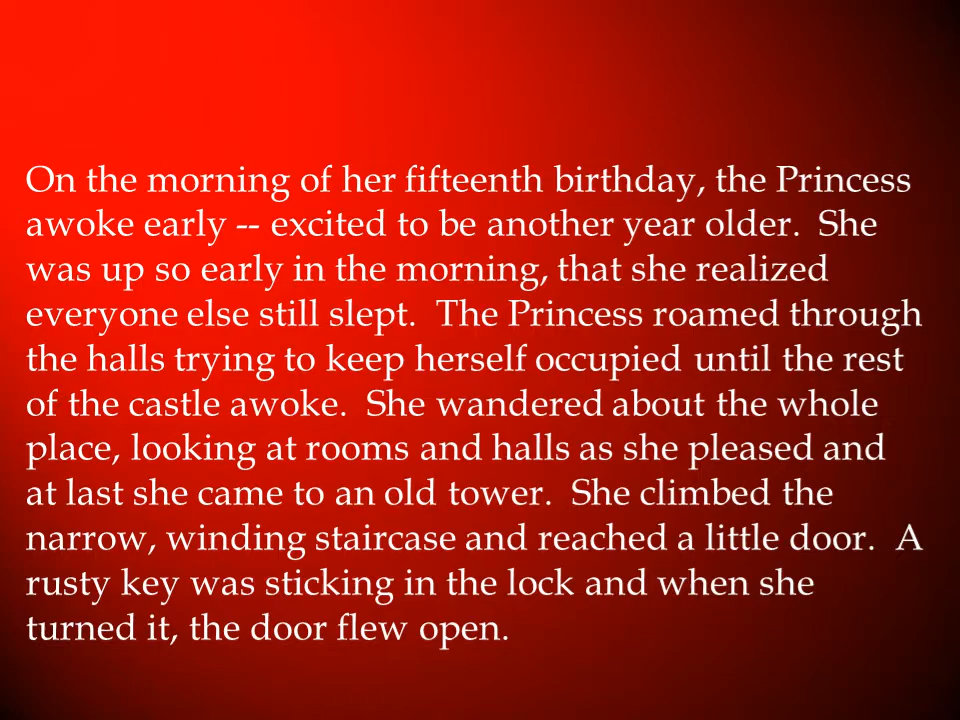 On the morning of her fifteenth birthday, the Princess
awoke early -- excited to be another year older.  She
was up so early in the morning, that she realized
everyone else still slept.  The Princess roamed through
the halls trying to keep herself occupied until the rest
of the castle awoke.  She wandered about the whole
place, looking at rooms and halls as she pleased and
at last she came to an old tower.  She climbed the
narrow, winding staircase and reached a little door.  A
rusty key was sticking in the lock and when she
turned it, the door flew open.